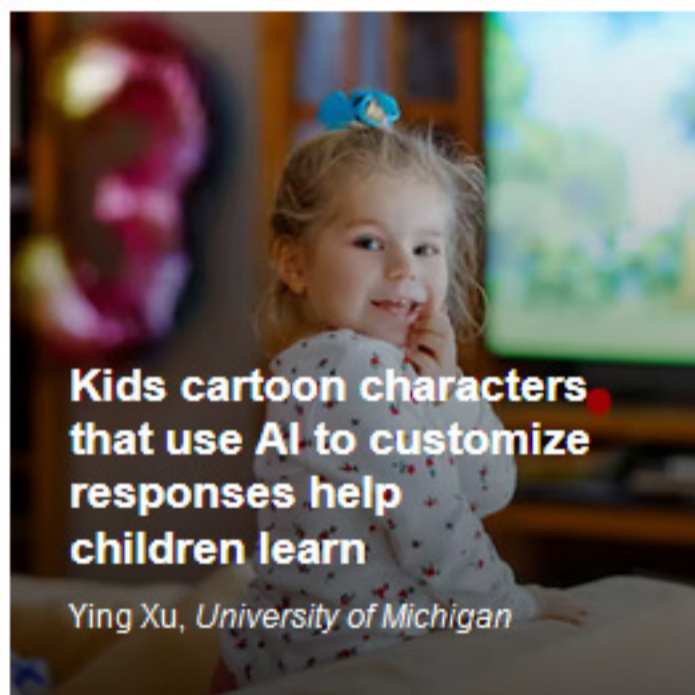 Kids cartoon characters
that use AI to customize
responses help
children learn
Ying Xu, University of Michigan